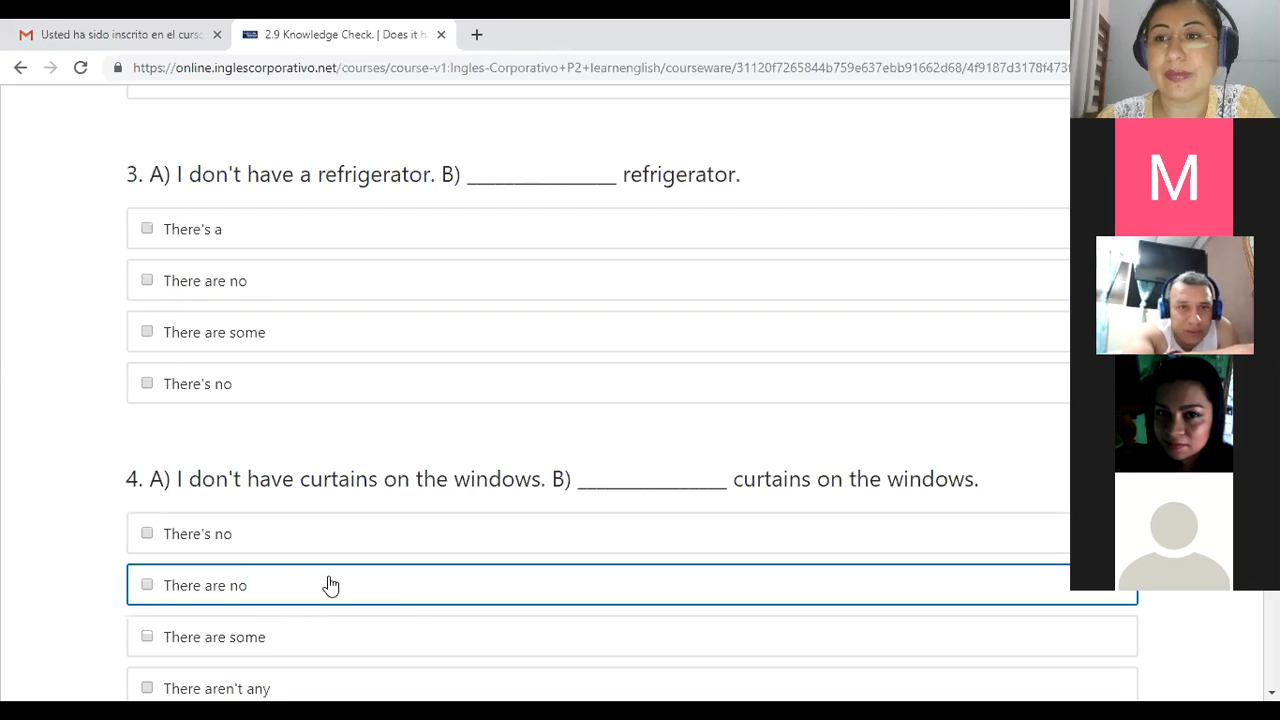 Usted ha sido inscrito en el curso
2.9 Knowledge Check. | Does it h
https://online.inglescorporativo.net/courses/course-v1:Ingles-Corporativo+P2+learnenglish/courseware/31120f7265844b759e637ebb91662d68/4f9187d3178f473f
M
3. A) I don't have a refrigerator. B) ______________ refrigerator.
There's a
There are no
There are some
There's no
4. A) I don't have curtains on the windows. B) ______________ curtains on the windows.
There's no
There are no
There are some
There aren't any